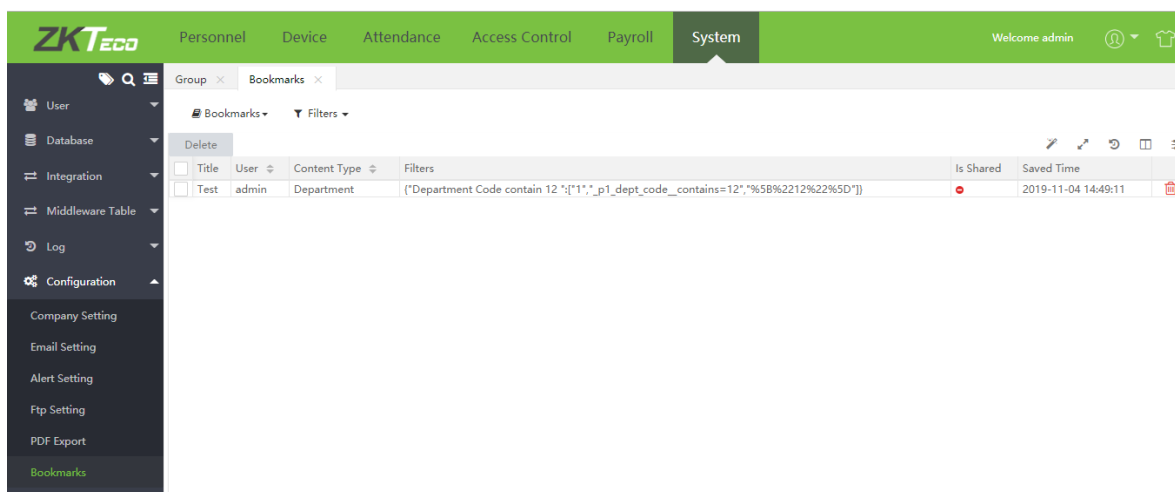 ZKTeco Personnel Device Attendance Access Control Payroll System Welcome admin
Group × Bookmarks ×
User
Bookmarks Filters
Database
Delete
Title User Content Type Filters Is Shared Saved Time
Integration
Test admin Department {"Department Code contain 12 ":["1","_p1_dept_code__contains=12","%5B%2212%22%5D"]} 2019-11-04 14:49:11
Middleware Table
Log
Configuration
Company Setting
Email Setting
Alert Setting
Ftp Setting
PDF Export
Bookmarks